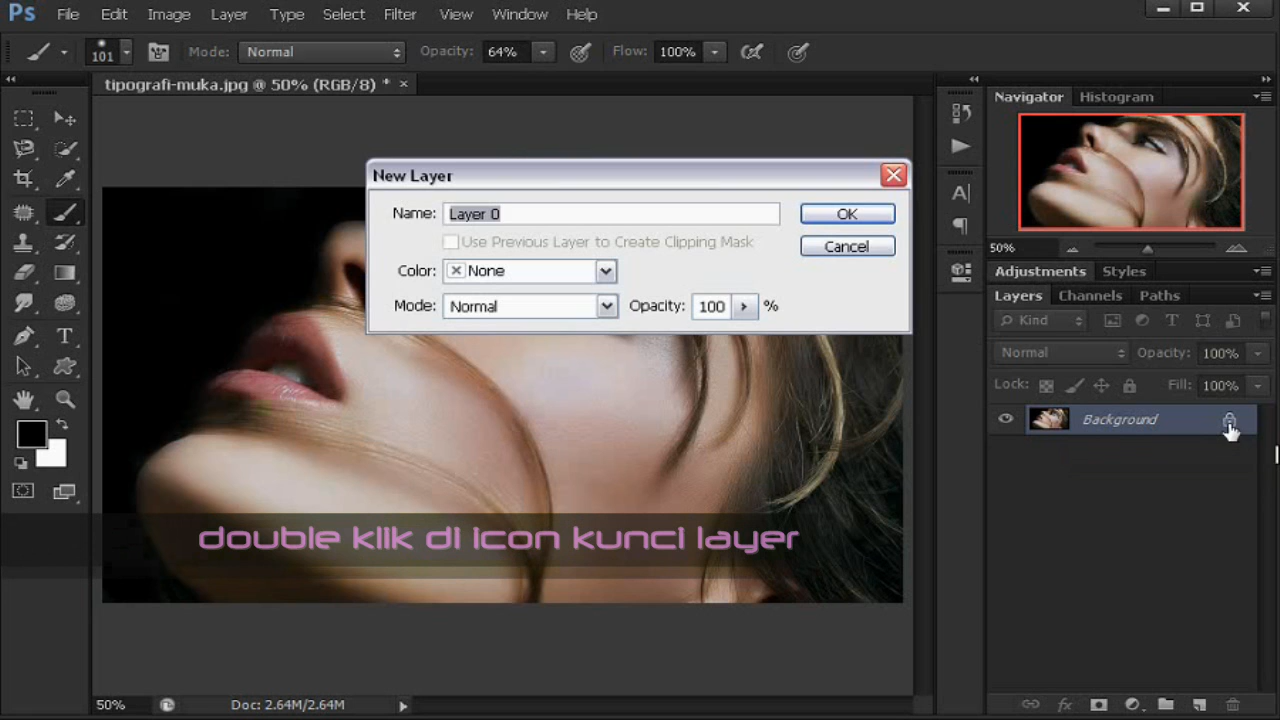 Ps File Edit Image Layer Type Select Filter View Window Help
101 Mode: Normal Opacity: 64% Flow: 100%
tipografi-muka.jpg @ 50% (RGB/8) * ×
Navigator Histogram
50%
Adjustments Styles
Layers Channels Paths
Kind
Normal Opacity: 100%
Lock: Fill: 100%
Background
New Layer
Name: Layer 0 OK
Use Previous Layer to Create Clipping Mask Cancel
Color: None
Mode: Normal Opacity: 100 %
double klik di icon kunci layer
50% Doc: 2.64M/2.64M